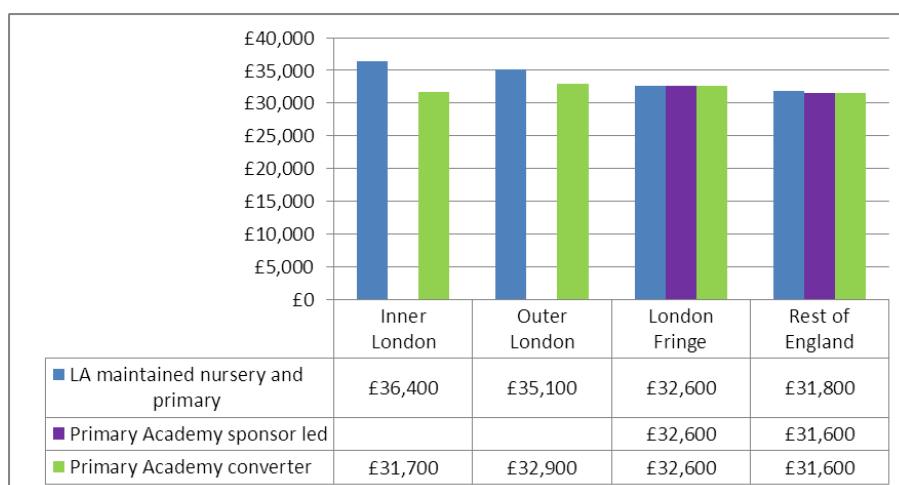 £40,000
£35,000
£30,000
£25,000
£20,000
£15,000
£10,000
£5,000
£0
Inner London
Outer London
London Fringe
Rest of England
LA maintained nursery and primary £36,400 £35,100 £32,600 £31,800
Primary Academy sponsor led £32,600 £31,600
Primary Academy converter £31,700 £32,900 £32,600 £31,600